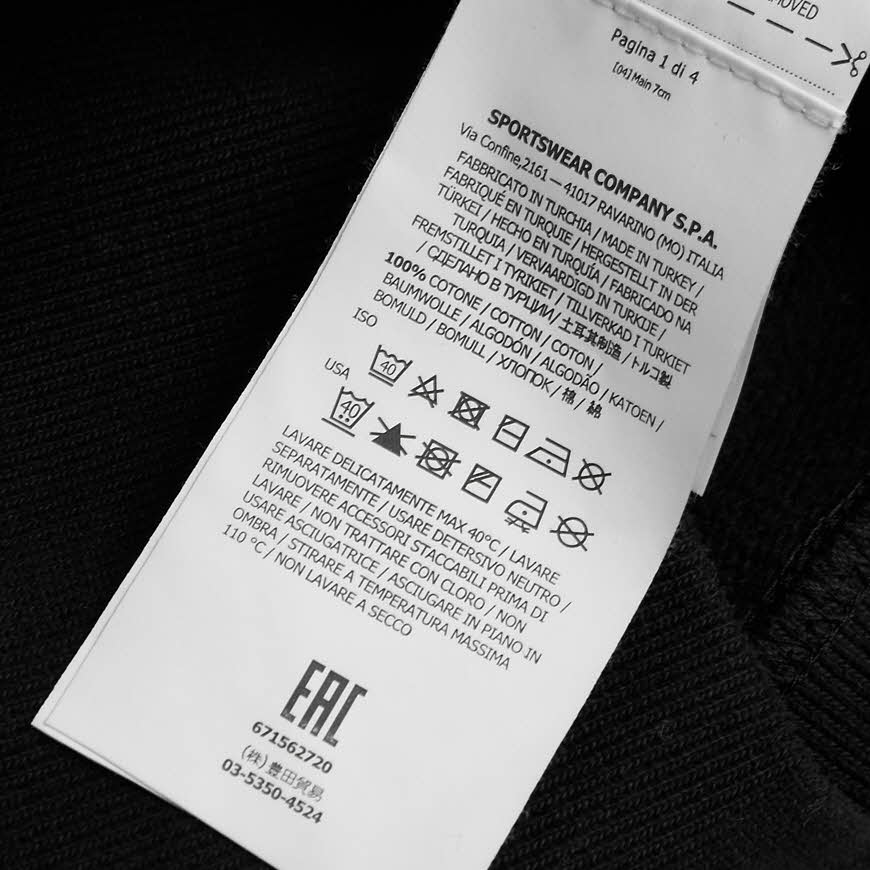 MOVED
Pagina 1 di 4
[04] Main 7cm
SPORTSWEAR COMPANY S.P.A.
Via Confine,2161 — 41017 RAVARINO (MO) ITALIA
FABBRICATO IN TURCHIA / MADE IN TURKEY /
FABRIQUÉ EN TURQUIE / HERGESTELLT IN DER
TÜRKEI / HECHO EN TURQUÍA / FABRICADO NA
TURQUIA / VERVAARDIGD IN TURKIJE /
FREMSTILLET I TYRKIET / TILLVERKAD I TURKIET
/ СДЕЛАНО В ТУРЦИИ / 土耳其制造 / トルコ製
100% COTONE / COTTON / COTON /
BAUMWOLLE / ALGODÓN / ALGODÃO / KATOEN /
BOMULD / BOMULL / ХЛОПОК / 棉 / 綿
ISO
40
USA
40
LAVARE DELICATAMENTE MAX 40°C / LAVARE
SEPARATAMENTE / USARE DETERSIVO NEUTRO /
RIMUOVERE ACCESSORI STACCABILI PRIMA DI
LAVARE / NON TRATTARE CON CLORO / NON
USARE ASCIUGATRICE / ASCIUGARE IN PIANO IN
OMBRA / STIRARE A TEMPERATURA MASSIMA
110 °C / NON LAVARE A SECCO
EAC
671562720
(株) 豊田貿易
03-5350-4524